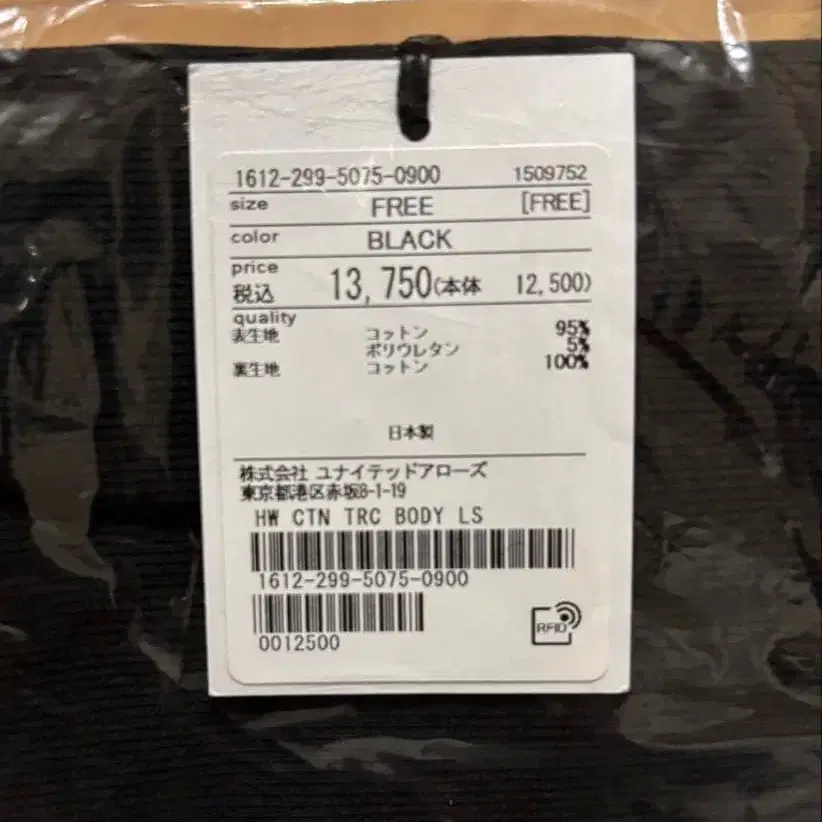 1612-299-5075-0900 1509752
size FREE [FREE]
color BLACK
price
税込 13,750(本体 12,500)
quality
表生地 コットン 95%
ポリウレタン 5%
裏生地 コットン 100%
日本製
株式会社 ユナイテッドアローズ
東京都港区赤坂8-1-19
HW CTN TRC BODY LS
1612-299-5075-0900
0012500
RFID